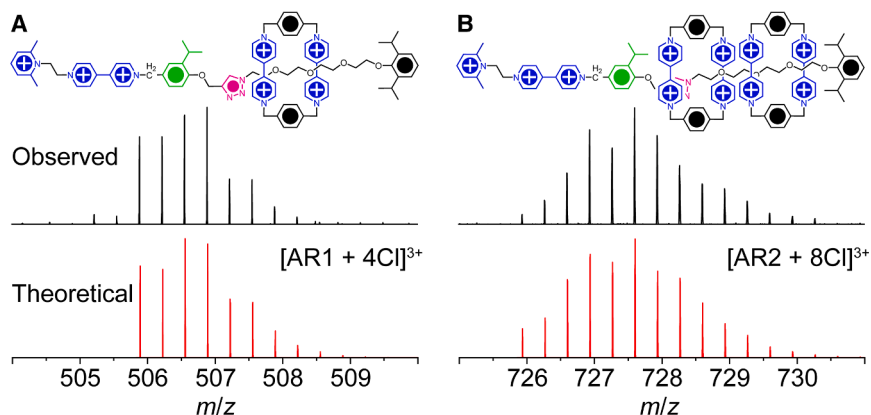 A
B
H₂
C
O
N
N
N
O
O
O
O
H₂
C
O
N
N
O
O
O
O
N
N
N
N
N
N
N
Observed
Theoretical
[AR1 + 4Cl]³⁺
[AR2 + 8Cl]³⁺
505 506 507 508 509
726 727 728 729 730
m/z
m/z